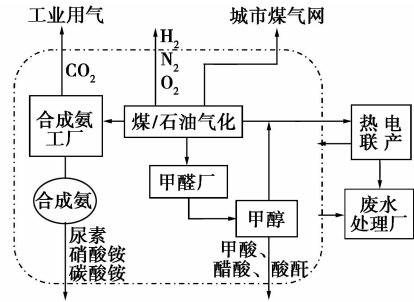 工业用气
城市煤气网
H₂
N₂
O₂
CO₂
合成氨
工厂
煤/石油气化
热电
联产
甲醛厂
合成氨
甲醇
废水
处理厂
尿素
硝酸铵
碳酸铵
甲酸、
醋酸、酸酐